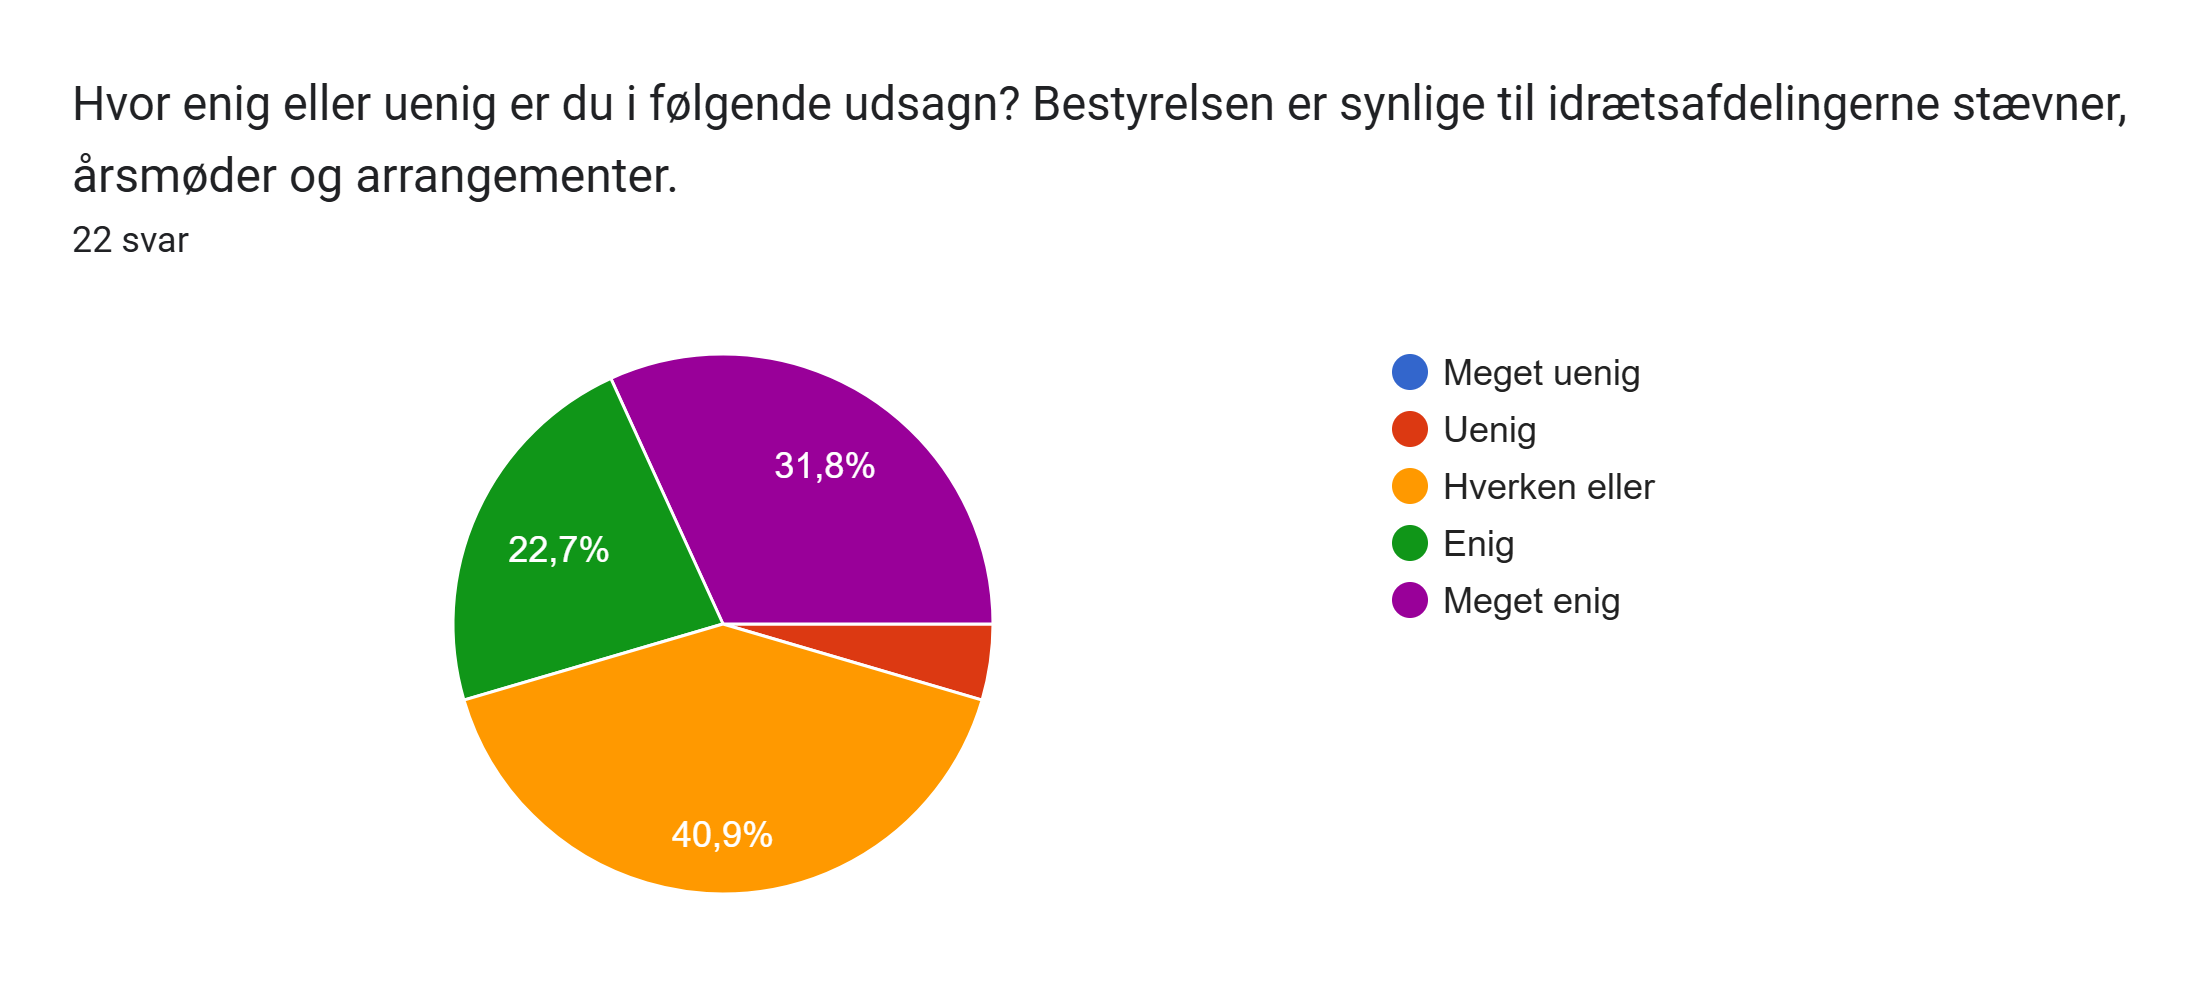 Hvor enig eller uenig er du i følgende udsagn? Bestyrelsen er synlige til idrætsafdelingerne stævner,
årsmøder og arrangementer.
22 svar
31,8%
22,7%
40,9%
Meget uenig
Uenig
Hverken eller
Enig
Meget enig